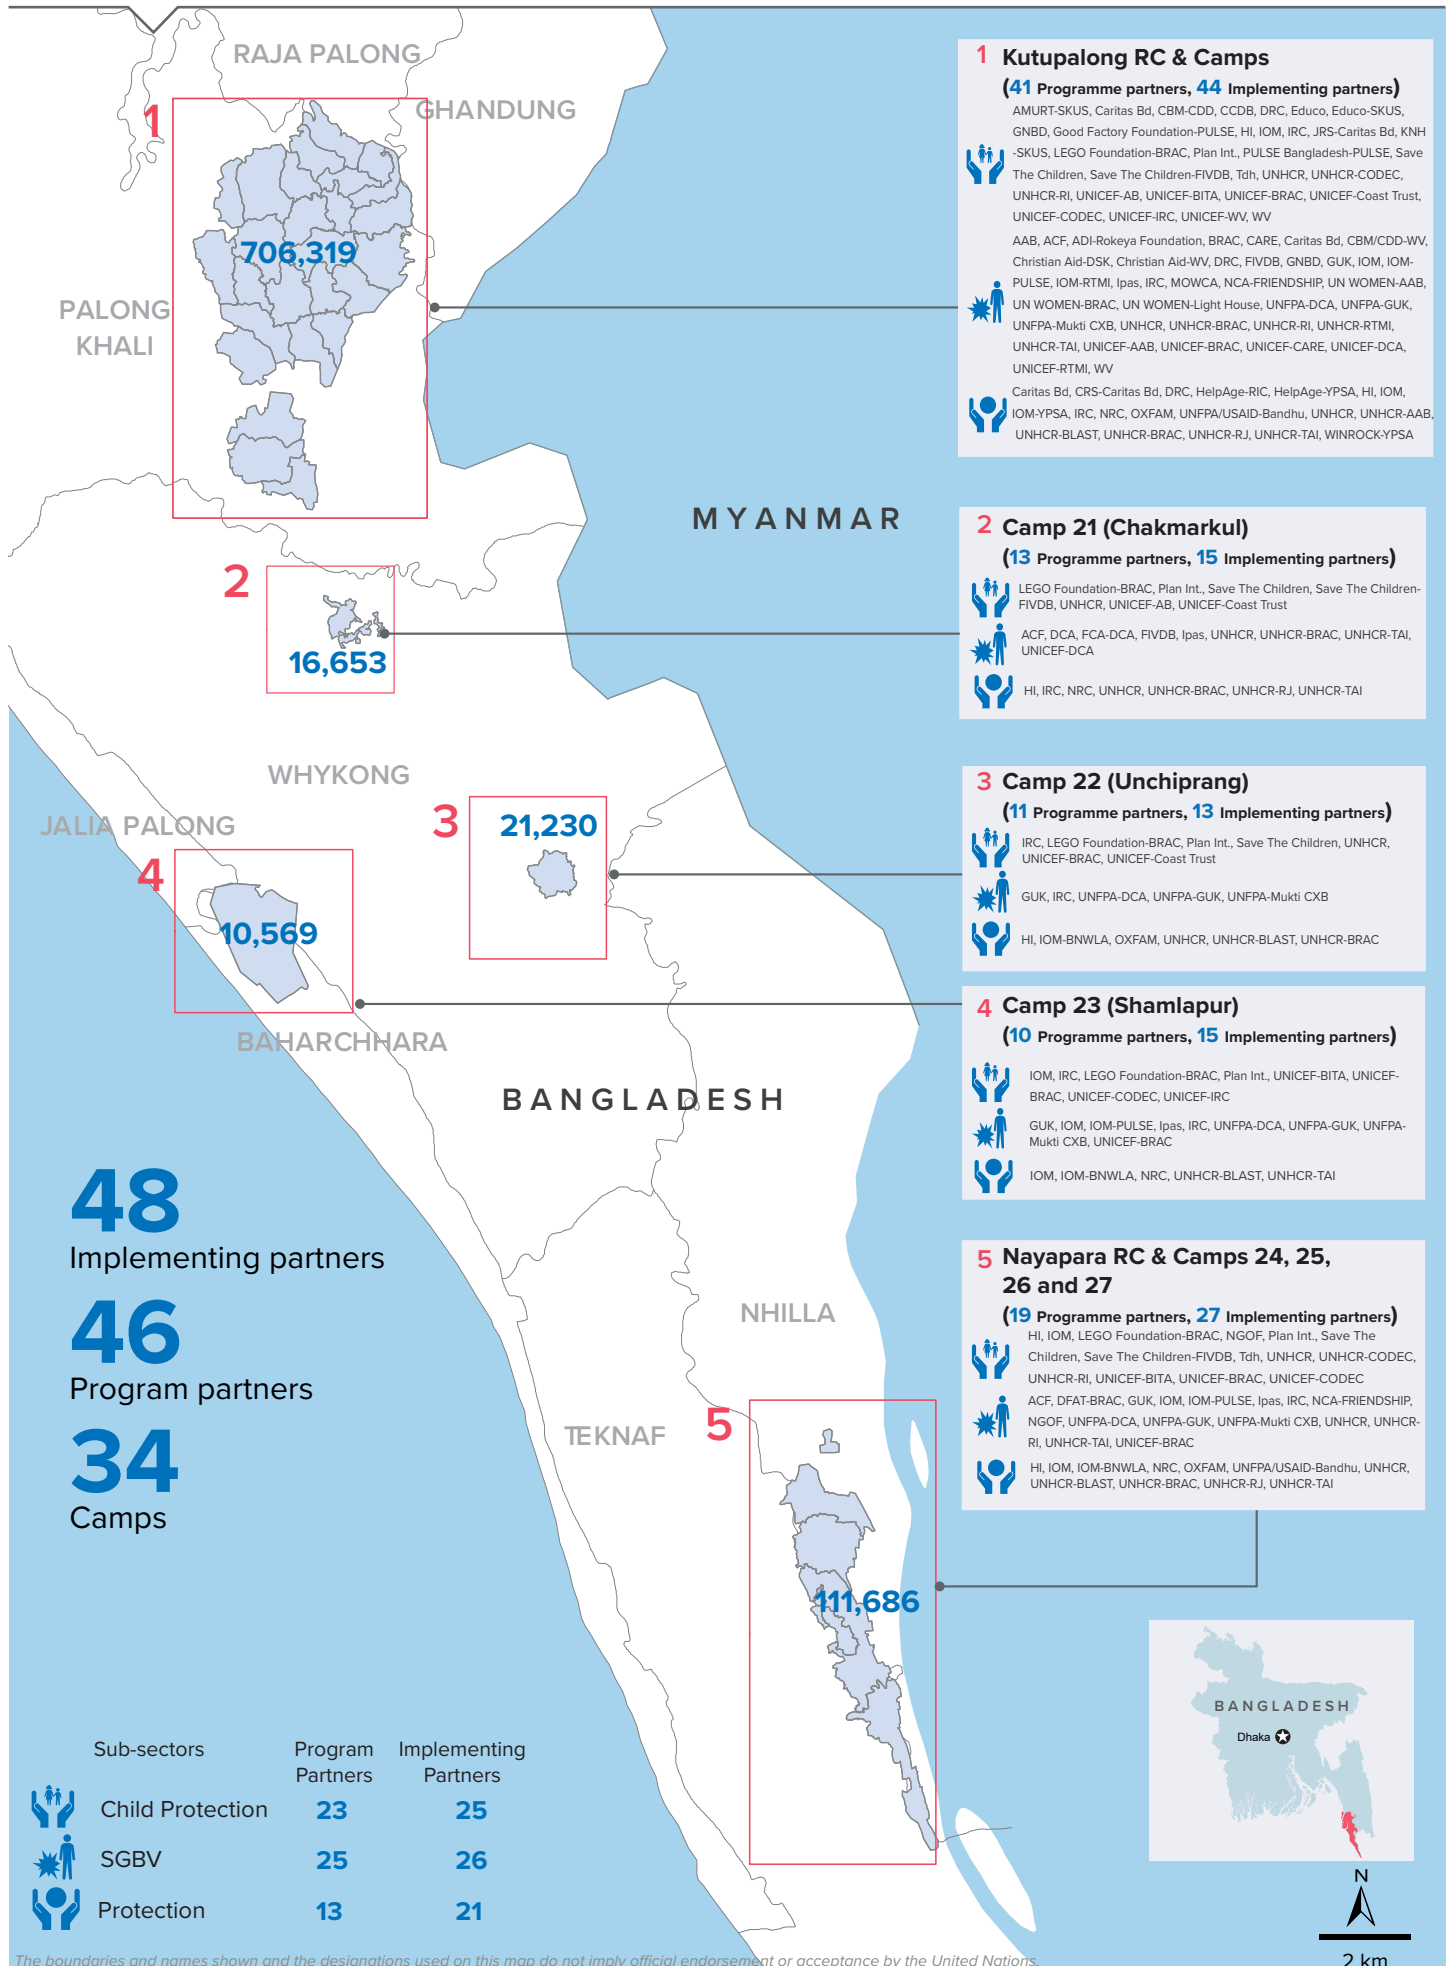 RAJA PALONG
GHANDUNG
1
706,319
PALONG
KHALI
MYANMAR
2
16,653
WHYKONG
JALIA PALONG
3
21,230
4
10,569
BAHARCHHARA
BANGLADESH
48
Implementing partners
46
Program partners
34
Camps
NHILLA
TEKNAF
5
111,686
1 Kutupalong RC & Camps
(41 Programme partners, 44 Implementing partners)
AMURT-SKUS, Caritas Bd, CBM-CDD, CCDB, DRC, Educo, Educo-SKUS,
GNBD, Good Factory Foundation-PULSE, HI, IOM, IRC, JRS-Caritas Bd, KNH
-SKUS, LEGO Foundation-BRAC, Plan Int., PULSE Bangladesh-PULSE, Save
The Children, Save The Children-FIVDB, Tdh, UNHCR, UNHCR-CODEC,
UNHCR-RI, UNICEF-AB, UNICEF-BITA, UNICEF-BRAC, UNICEF-Coast Trust,
UNICEF-CODEC, UNICEF-IRC, UNICEF-WV, WV
AAB, ACF, ADI-Rokeya Foundation, BRAC, CARE, Caritas Bd, CBM/CDD-WV,
Christian Aid-DSK, Christian Aid-WV, DRC, FIVDB, GNBD, GUK, IOM, IOM-
PULSE, IOM-RTMI, Ipas, IRC, MOWCA, NCA-FRIENDSHIP, UN WOMEN-AAB,
UN WOMEN-BRAC, UN WOMEN-Light House, UNFPA-DCA, UNFPA-GUK,
UNFPA-Mukti CXB, UNHCR, UNHCR-BRAC, UNHCR-RI, UNHCR-RTMI,
UNHCR-TAI, UNICEF-AAB, UNICEF-BRAC, UNICEF-CARE, UNICEF-DCA,
UNICEF-RTMI, WV
Caritas Bd, CRS-Caritas Bd, DRC, HelpAge-RIC, HelpAge-YPSA, HI, IOM,
IOM-YPSA, IRC, NRC, OXFAM, UNFPA/USAID-Bandhu, UNHCR, UNHCR-AAB,
UNHCR-BLAST, UNHCR-BRAC, UNHCR-RJ, UNHCR-TAI, WINROCK-YPSA
2 Camp 21 (Chakmarkul)
(13 Programme partners, 15 Implementing partners)
LEGO Foundation-BRAC, Plan Int., Save The Children, Save The Children-
FIVDB, UNHCR, UNICEF-AB, UNICEF-Coast Trust
ACF, DCA, FCA-DCA, FIVDB, Ipas, UNHCR, UNHCR-BRAC, UNHCR-TAI,
UNICEF-DCA
HI, IRC, NRC, UNHCR, UNHCR-BRAC, UNHCR-RJ, UNHCR-TAI
3 Camp 22 (Unchiprang)
(11 Programme partners, 13 Implementing partners)
IRC, LEGO Foundation-BRAC, Plan Int., Save The Children, UNHCR,
UNICEF-BRAC, UNICEF-Coast Trust
GUK, IRC, UNFPA-DCA, UNFPA-GUK, UNFPA-Mukti CXB
HI, IOM-BNWLA, OXFAM, UNHCR, UNHCR-BLAST, UNHCR-BRAC
4 Camp 23 (Shamlapur)
(10 Programme partners, 15 Implementing partners)
IOM, IRC, LEGO Foundation-BRAC, Plan Int., UNICEF-BITA, UNICEF-
BRAC, UNICEF-CODEC, UNICEF-IRC
GUK, IOM, IOM-PULSE, Ipas, IRC, UNFPA-DCA, UNFPA-GUK, UNFPA-
Mukti CXB, UNICEF-BRAC
IOM, IOM-BNWLA, NRC, UNHCR-BLAST, UNHCR-TAI
5 Nayapara RC & Camps 24, 25,
26 and 27
(19 Programme partners, 27 Implementing partners)
HI, IOM, LEGO Foundation-BRAC, NGOF, Plan Int., Save The
Children, Save The Children-FIVDB, Tdh, UNHCR, UNHCR-CODEC,
UNHCR-RI, UNICEF-BITA, UNICEF-BRAC, UNICEF-CODEC
ACF, DFAT-BRAC, GUK, IOM, IOM-PULSE, Ipas, IRC, NCA-FRIENDSHIP,
NGOF, UNFPA-DCA, UNFPA-GUK, UNFPA-Mukti CXB, UNHCR, UNHCR-
RI, UNHCR-TAI, UNICEF-BRAC
HI, IOM, IOM-BNWLA, NRC, OXFAM, UNFPA/USAID-Bandhu, UNHCR,
UNHCR-BLAST, UNHCR-BRAC, UNHCR-RJ, UNHCR-TAI
BANGLADESH
Dhaka
N
2 km
Sub-sectors Program Implementing
Partners Partners
Child Protection 23 25
SGBV 25 26
Protection 13 21
The boundaries and names shown and the designations used on this map do not imply official endorsement or acceptance by the United Nations.